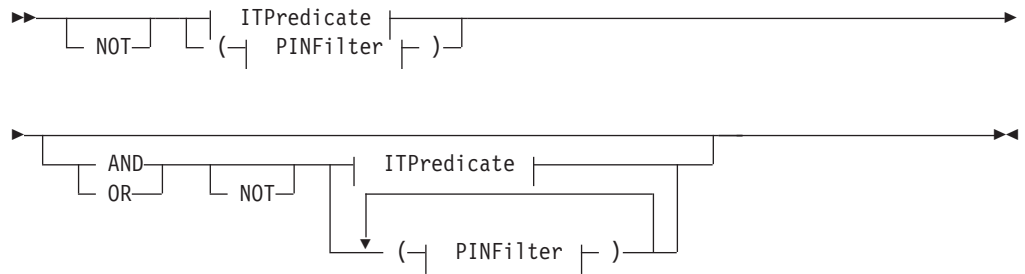 ITPredicate
NOT ( PINFilter )
AND ITPredicate
OR NOT
( PINFilter )